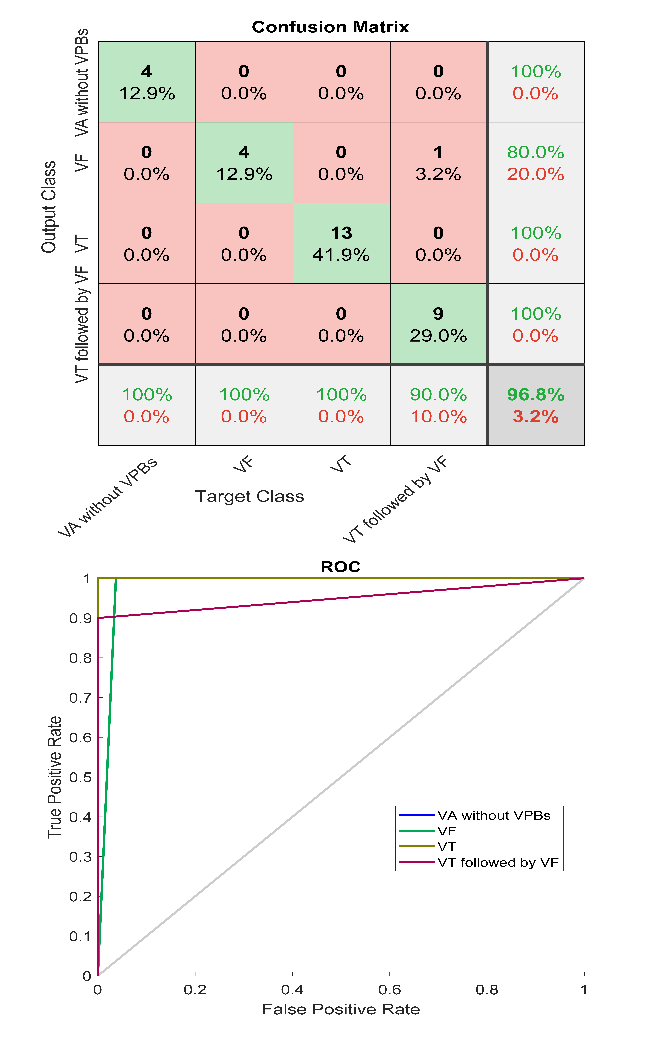 Confusion Matrix
VA without VPBs
4 0 0 0 100%
12.9% 0.0% 0.0% 0.0% 0.0%
VF
0 4 0 1 80.0%
0.0% 12.9% 0.0% 3.2% 20.0%
Output Class
VT
0 0 13 0 100%
0.0% 0.0% 41.9% 0.0% 0.0%
VT followed by VF
0 0 0 9 100%
0.0% 0.0% 0.0% 29.0% 0.0%
100% 100% 100% 90.0% 96.8%
0.0% 0.0% 0.0% 10.0% 3.2%
VA without VPBs
VF
VT
VT followed by VF
Target Class
ROC
1
0.9
0.8
0.7
0.6
0.5
0.4
0.3
0.2
0.1
0
True Positive Rate
VA without VPBs
VF
VT
VT followed by VF
0 0.2 0.4 0.6 0.8 1
False Positive Rate